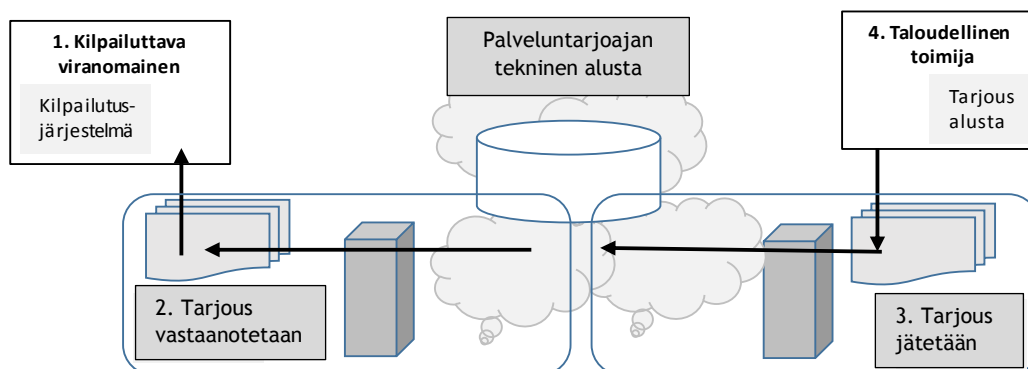 1. Kilpailuttava
viranomainen
Kilpailutus-
järjestelmä
Palveluntarjoajan
tekninen alusta
4. Taloudellinen
toimija
Tarjous
alusta
2. Tarjous
vastaanotetaan
3. Tarjous
jätetään